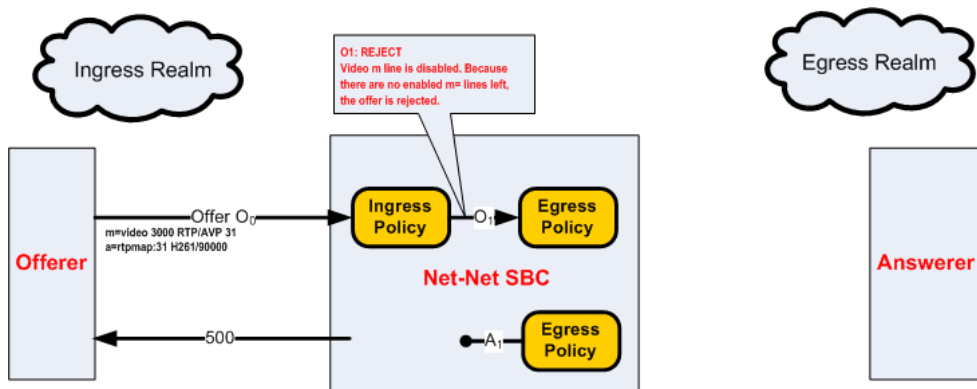 Ingress Realm
O1: REJECT
Video m line is disabled. Because
there are no enabled m= lines left,
the offer is rejected.
Egress Realm
Offerer
Offer O0
m=video 3000 RTP/AVP 31
a=rtpmap:31 H261/90000
Ingress
Policy
O1
Egress
Policy
Net-Net SBC
Answerer
500
A1
Egress
Policy